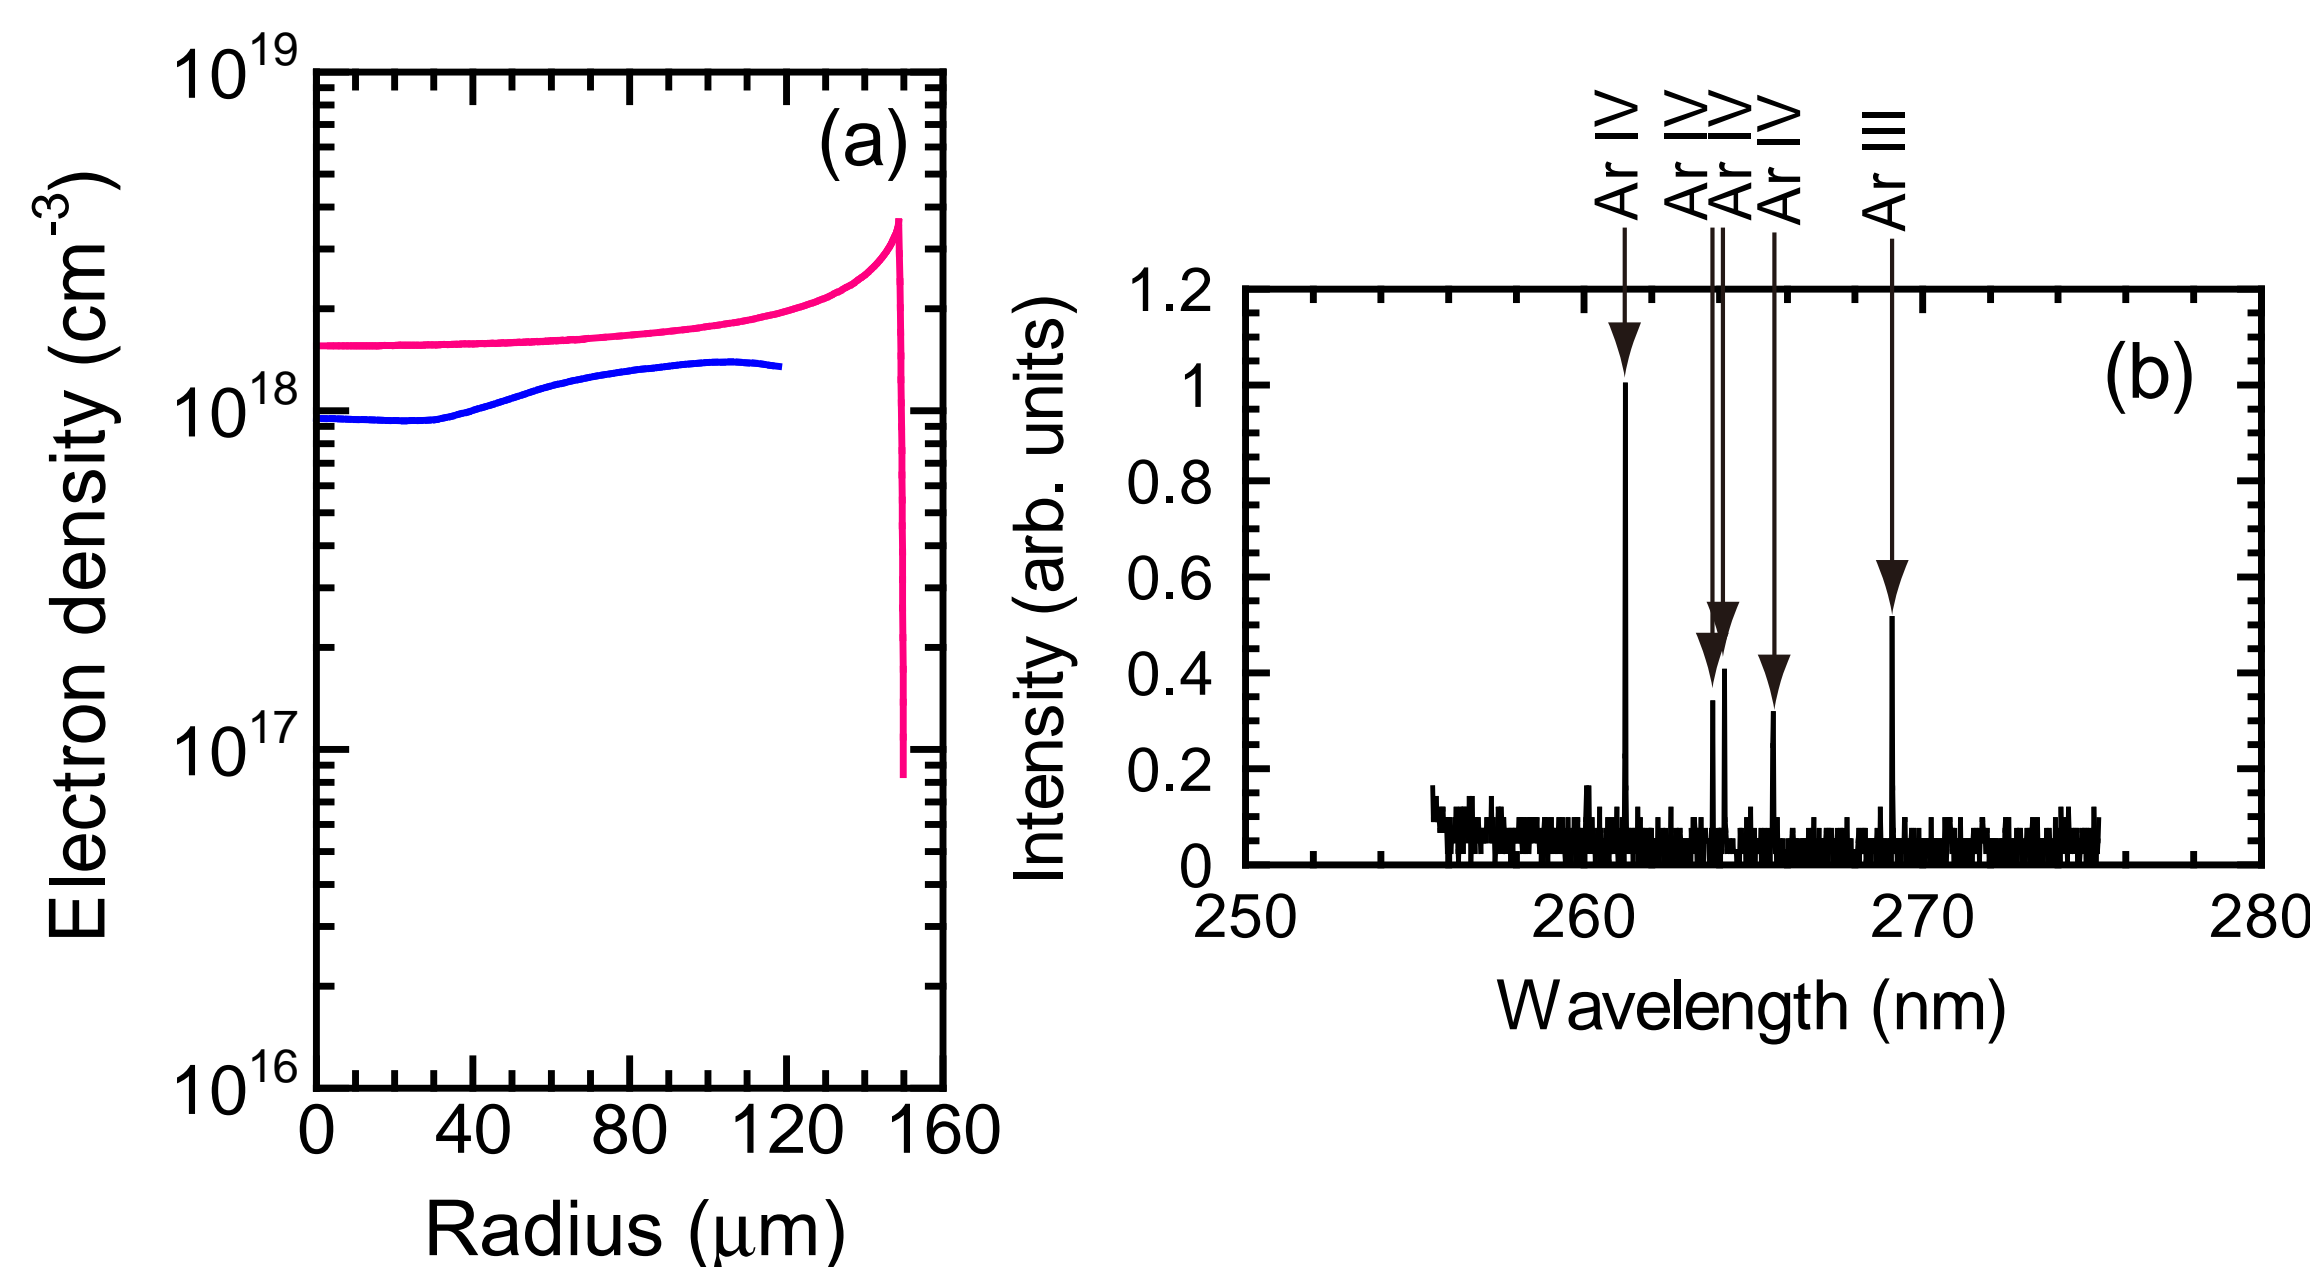 10^19
10^18
10^17
10^16
Electron density (cm^-3)
(a)
0 40 80 120 160
Radius (μm)
Ar IV Ar IV Ar IV Ar IV Ar III
1.2
1
0.8
0.6
0.4
0.2
0
Intensity (arb. units)
(b)
250 260 270 280
Wavelength (nm)